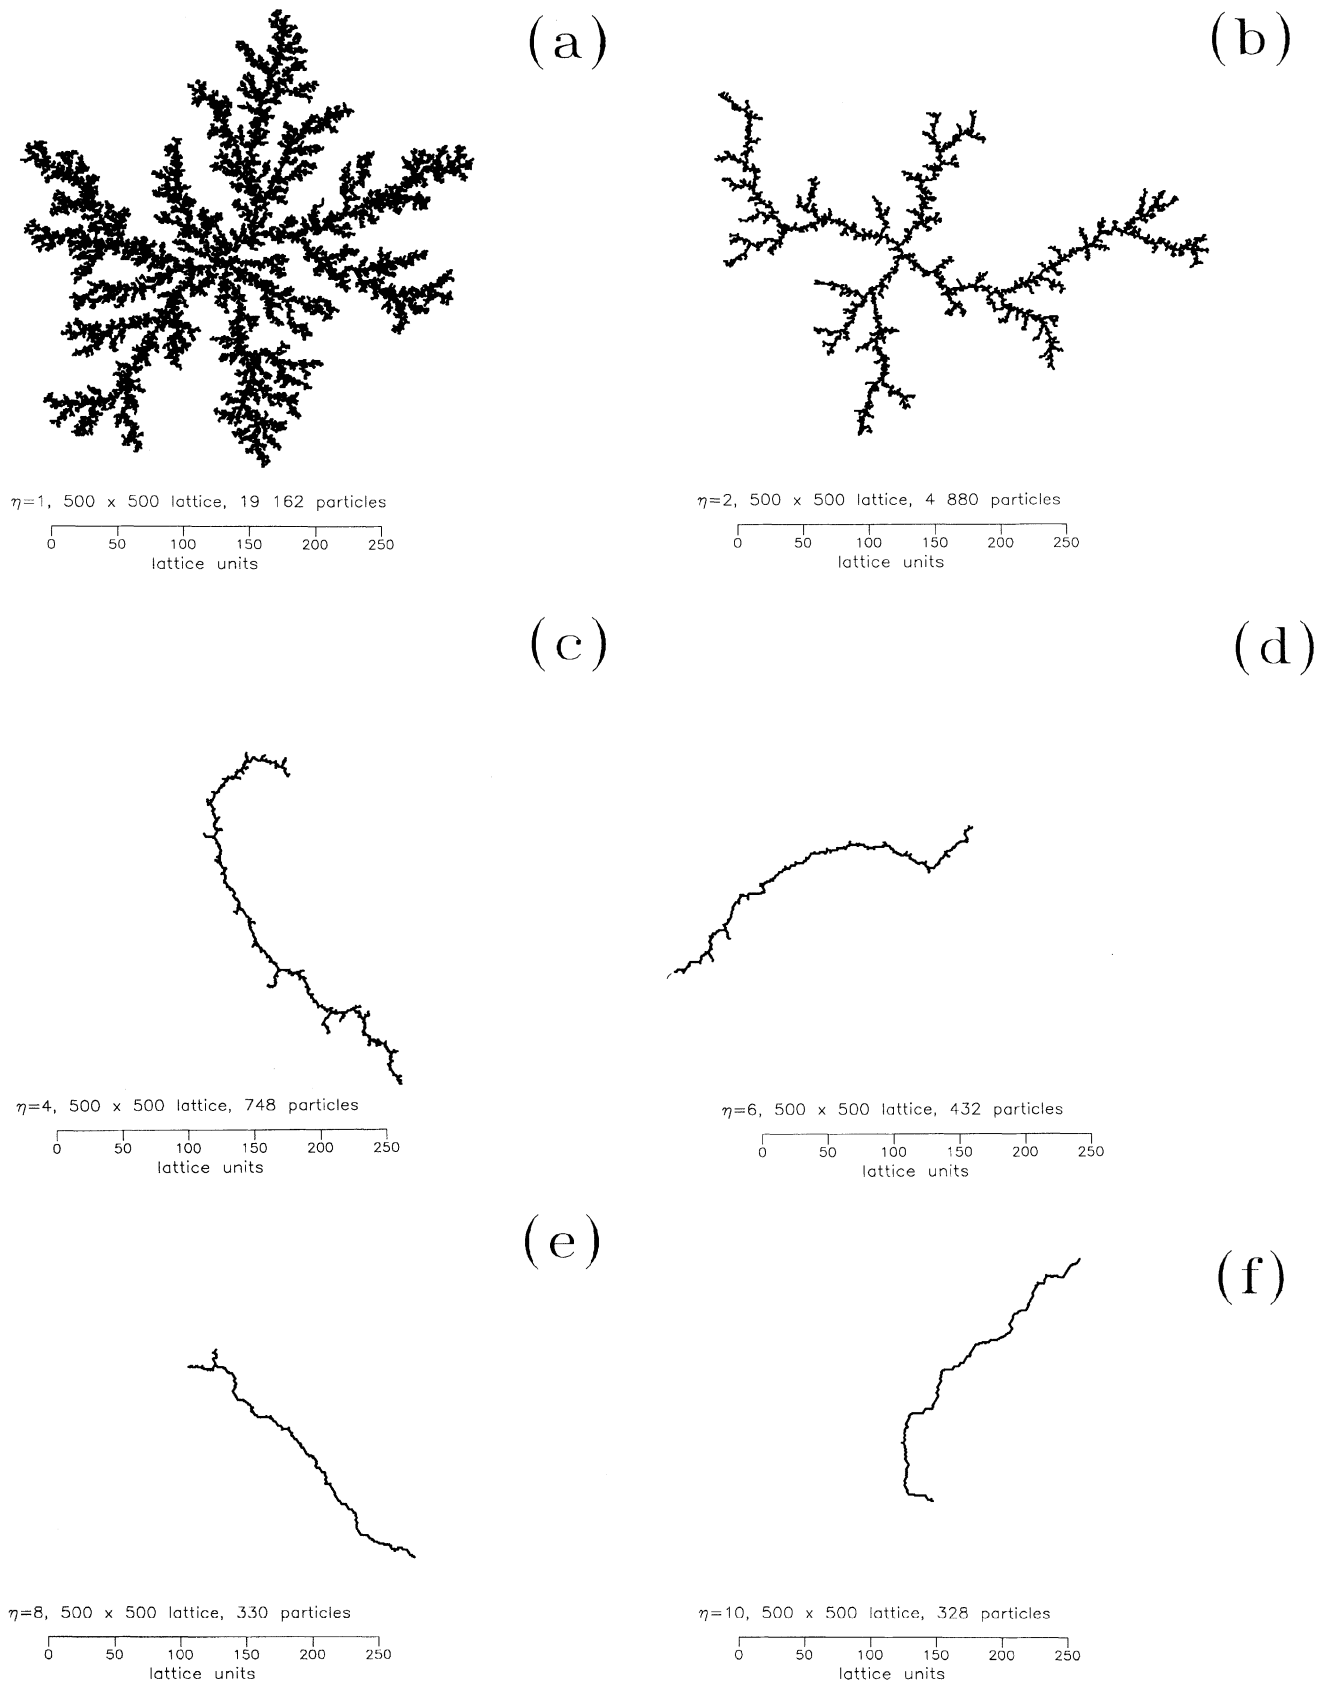 (a)
(b)
η=1, 500 x 500 lattice, 19 162 particles
0 50 100 150 200 250
lattice units
η=2, 500 x 500 lattice, 4 880 particles
0 50 100 150 200 250
lattice units
(c)
(d)
η=4, 500 x 500 lattice, 748 particles
0 50 100 150 200 250
lattice units
η=6, 500 x 500 lattice, 432 particles
0 50 100 150 200 250
lattice units
(e)
(f)
η=8, 500 x 500 lattice, 330 particles
0 50 100 150 200 250
lattice units
η=10, 500 x 500 lattice, 328 particles
0 50 100 150 200 250
lattice units